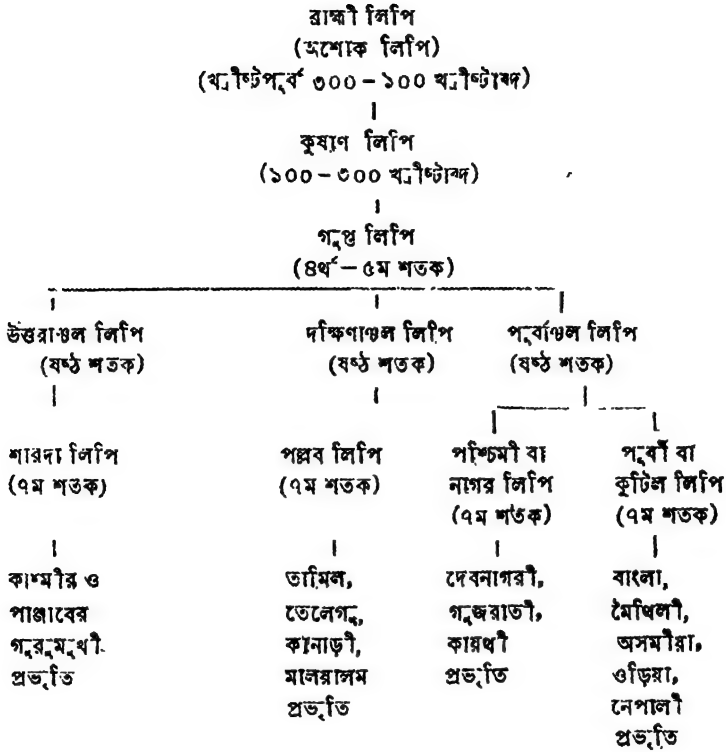 ব্রাহ্মী লিপি
(অশোক লিপি)
(খ্রীষ্টপূর্ব ৩০০ – ১০০ খ্রীষ্টাব্দ)
কুষাণ লিপি
(১০০ – ৩০০ খ্রীষ্টাব্দ)
গুপ্ত লিপি
(৪র্থ – ৫ম শতক)
উত্তরাঞ্চল লিপি
(ষষ্ঠ শতক)
দক্ষিণাঞ্চল লিপি
(ষষ্ঠ শতক)
পূর্বাঞ্চল লিপি
(ষষ্ঠ শতক)
শারদা লিপি
(৭ম শতক)
পল্লব লিপি
(৭ম শতক)
পশ্চিমী বা
নাগর লিপি
(৭ম শতক)
পূর্বী বা
কুটিল লিপি
(৭ম শতক)
কাশ্মীর ও
পাঞ্জাবের
গুরুমুখী
প্রভৃতি
তামিল,
তেলেগু,
কানাড়ী,
মালয়ালম
প্রভৃতি
দেবনাগরী,
গুজরাতী,
কায়থী
প্রভৃতি
বাংলা,
মৈথিলী,
অসমীয়া,
ওড়িয়া,
নেপালী
প্রভৃতি